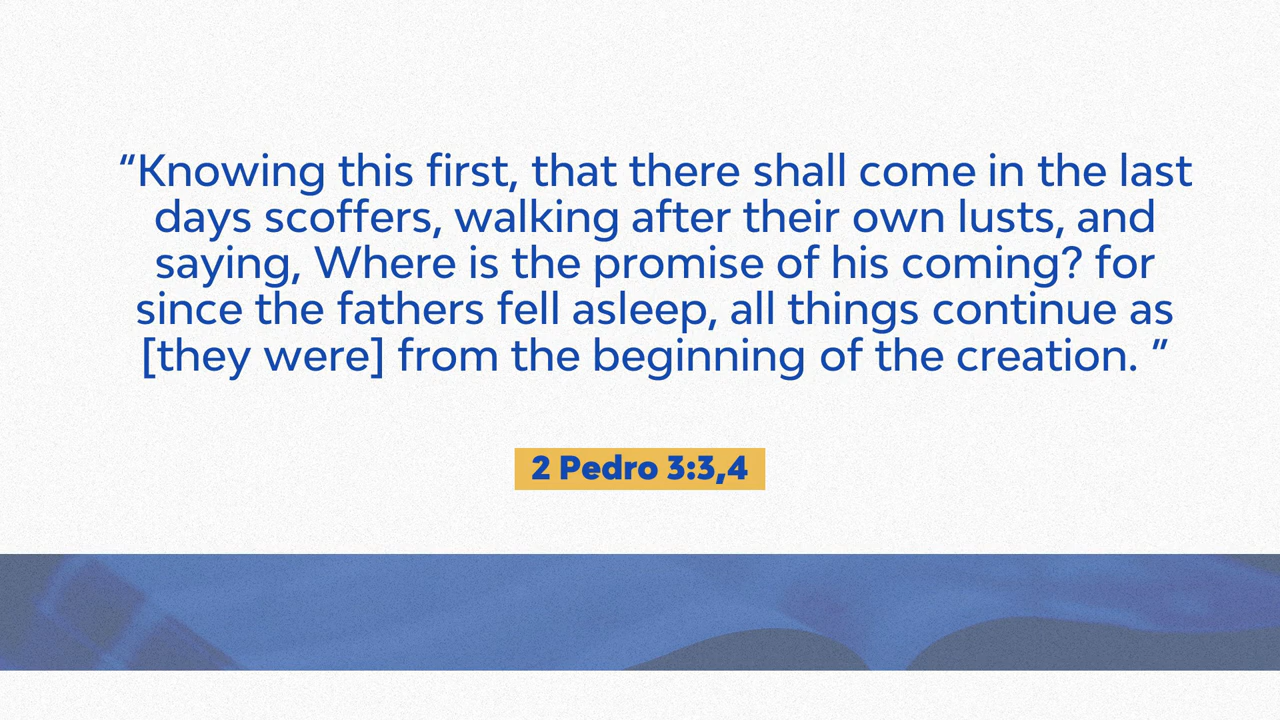 “Knowing this first, that there shall come in the last
days scoffers, walking after their own lusts, and
saying, Where is the promise of his coming? for
since the fathers fell asleep, all things continue as
[they were] from the beginning of the creation. ”
2 Pedro 3:3,4